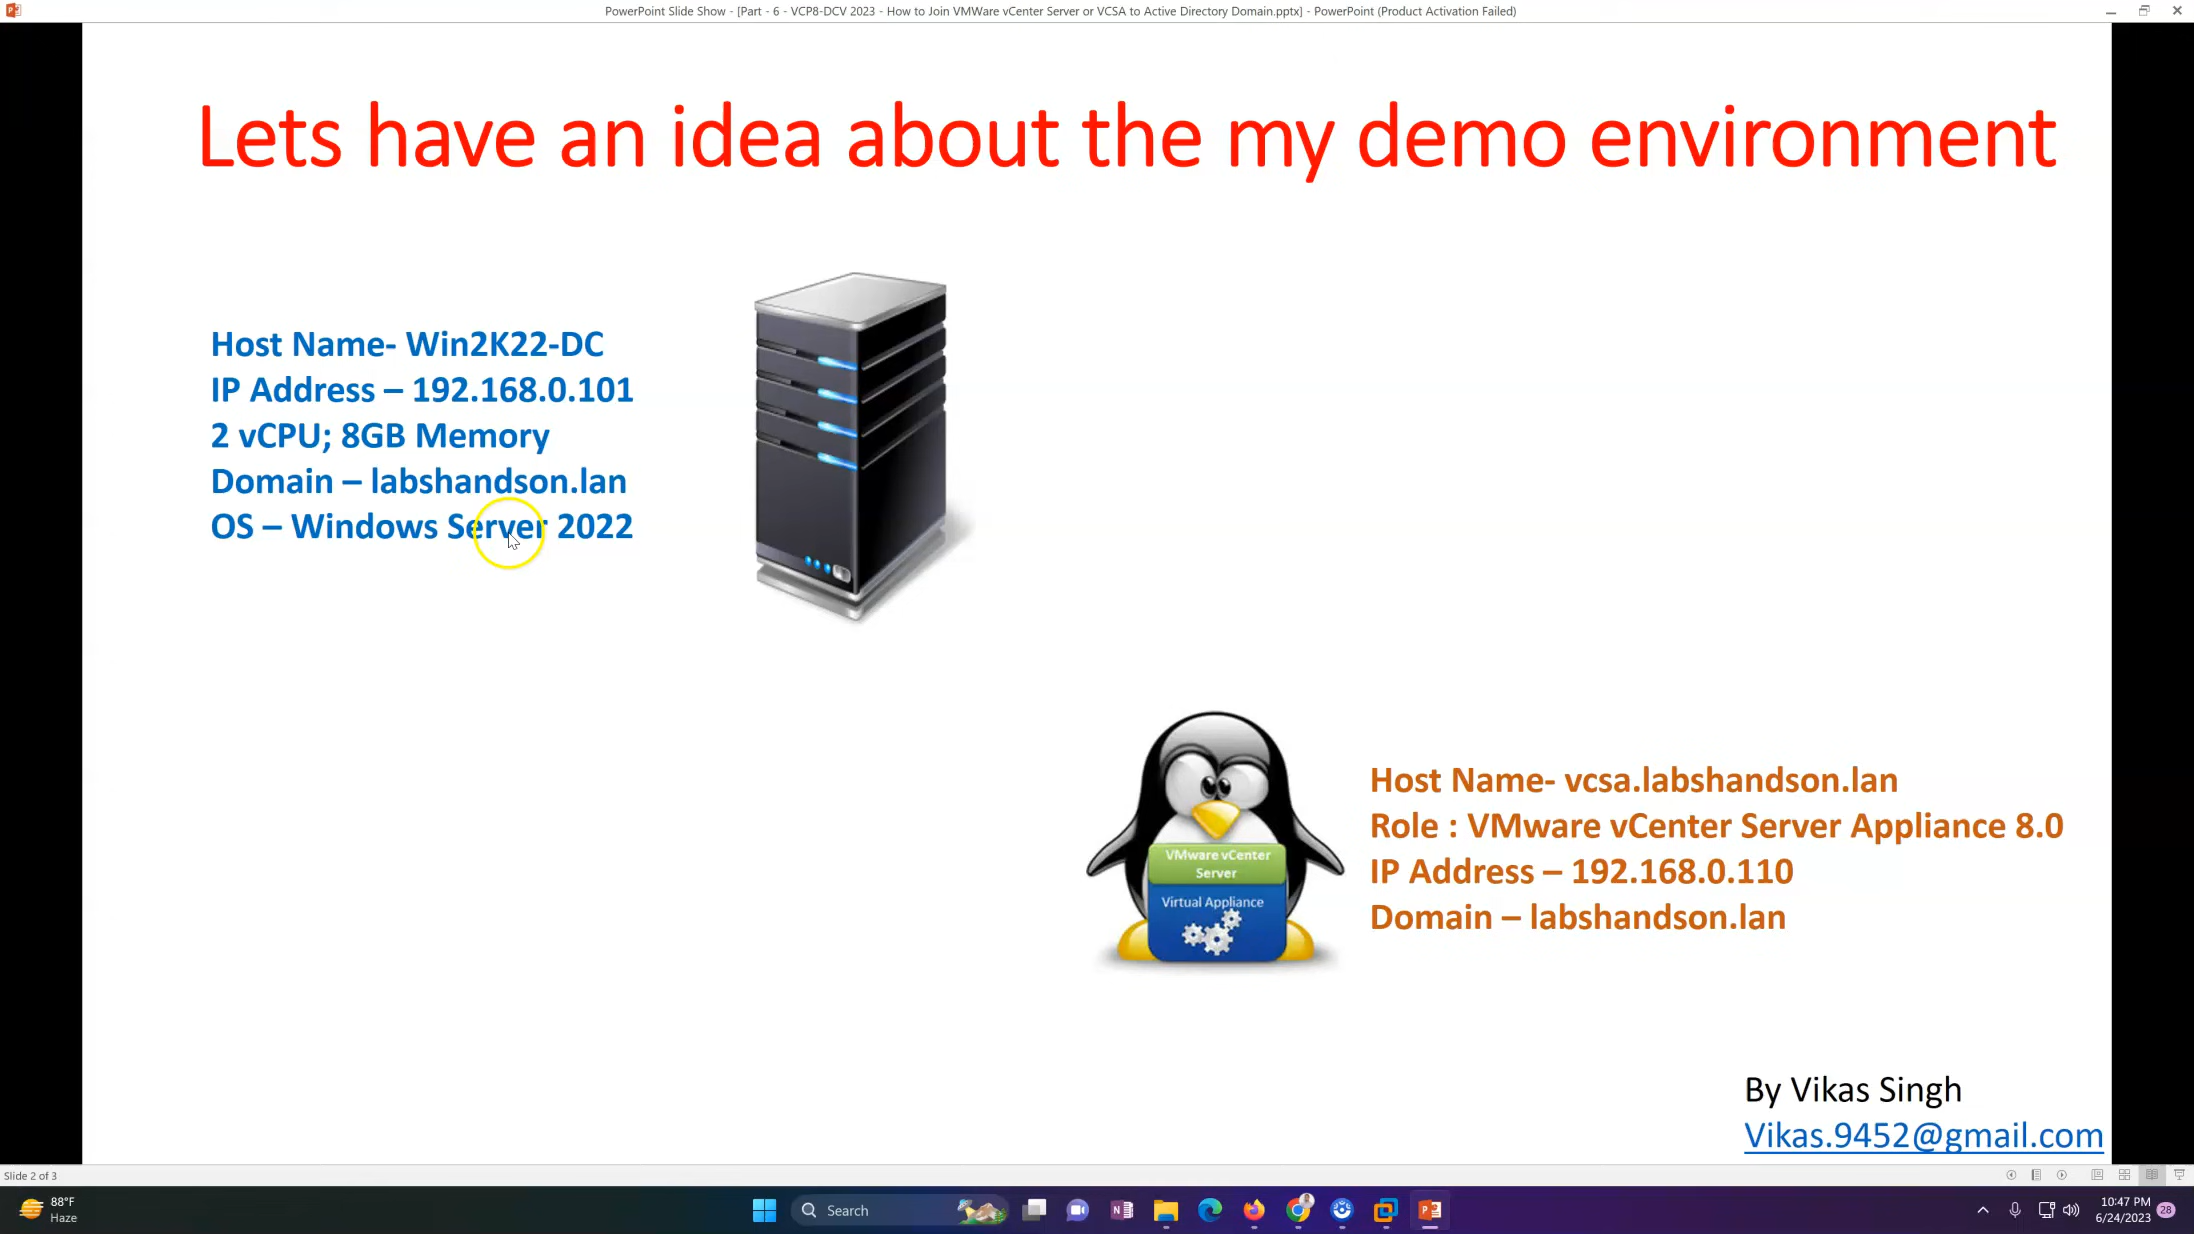 PowerPoint Slide Show - [Part - 6 - VCP8-DCV 2023 - How to Join VMWare vCenter Server or VCSA to Active Directory Domain.pptx] - PowerPoint (Product Activation Failed)
Lets have an idea about the my demo environment
Host Name- Win2K22-DC
IP Address – 192.168.0.101
2 vCPU; 8GB Memory
Domain – labshandson.lan
OS – Windows Server 2022
VMware vCenter
Server
Virtual Appliance
Host Name- vcsa.labshandson.lan
Role : VMware vCenter Server Appliance 8.0
IP Address – 192.168.0.110
Domain – labshandson.lan
By Vikas Singh
Vikas.9452@gmail.com
Slide 2 of 3
88°F
Haze
Search
10:47 PM
6/24/2023
28